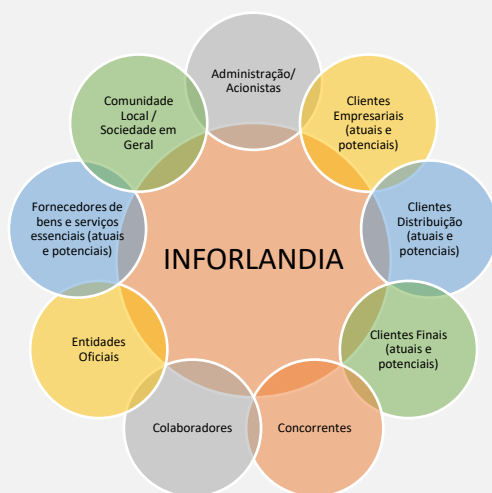 Administração/
Acionistas
Clientes
Empresariais
(atuais e
potenciais)
Clientes
Distribuição
(atuais e
potenciais)
Clientes Finais
(atuais e
potenciais)
Concorrentes
Colaboradores
Entidades
Oficiais
Fornecedores de
bens e serviços
essenciais (atuais
e potenciais)
Comunidade
Local /
Sociedade em
Geral
INFORLANDIA